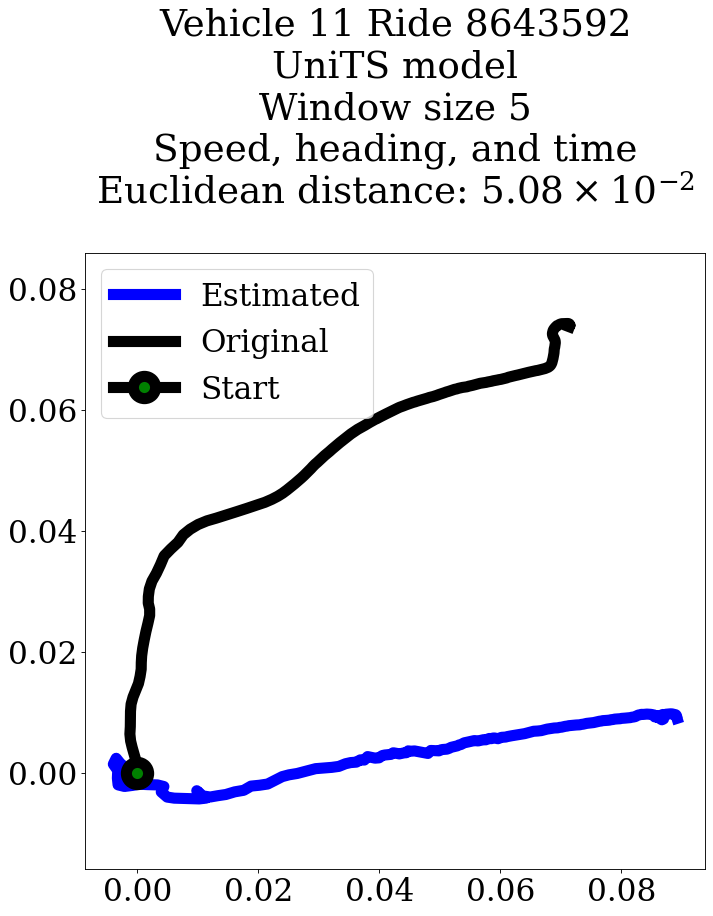 Vehicle 11 Ride 8643592
UniTS model
Window size 5
Speed, heading, and time
Euclidean distance: 5.08 × 10⁻²
Estimated
Original
Start
0.08
0.06
0.04
0.02
0.00
0.00 0.02 0.04 0.06 0.08